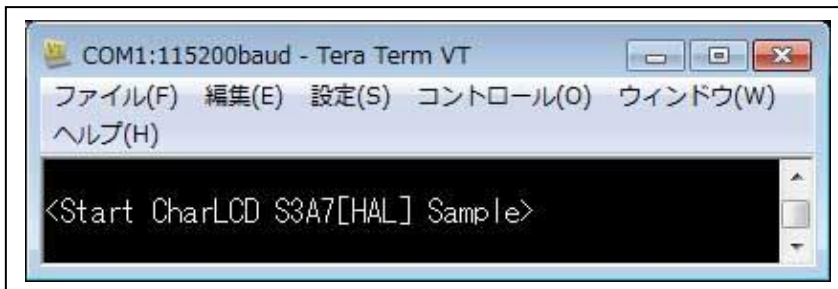 COM1:115200baud - Tera Term VT
ファイル(F) 編集(E) 設定(S) コントロール(O) ウィンドウ(W)
ヘルプ(H)
<Start CharLCD S3A7[HAL] Sample>